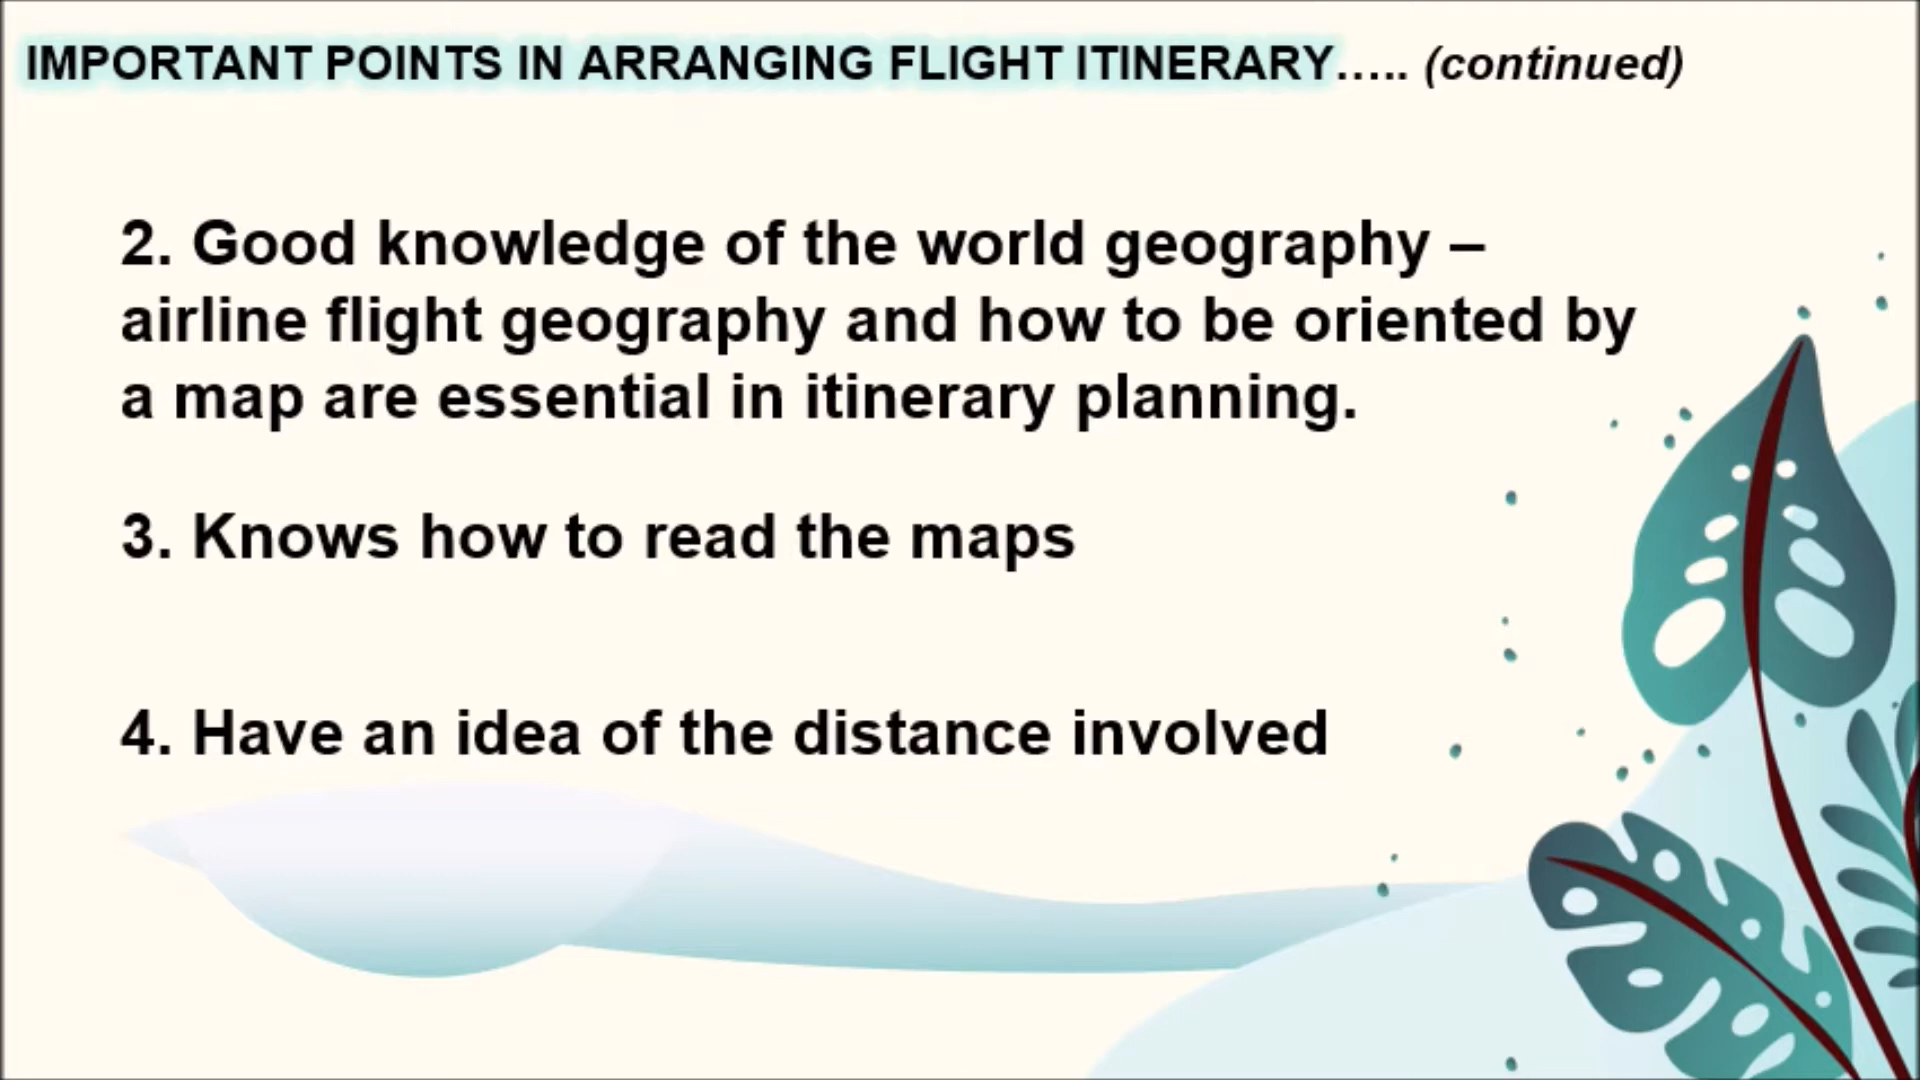 IMPORTANT POINTS IN ARRANGING FLIGHT ITINERARY….. (continued)
2. Good knowledge of the world geography –
airline flight geography and how to be oriented by
a map are essential in itinerary planning.
3. Knows how to read the maps
4. Have an idea of the distance involved